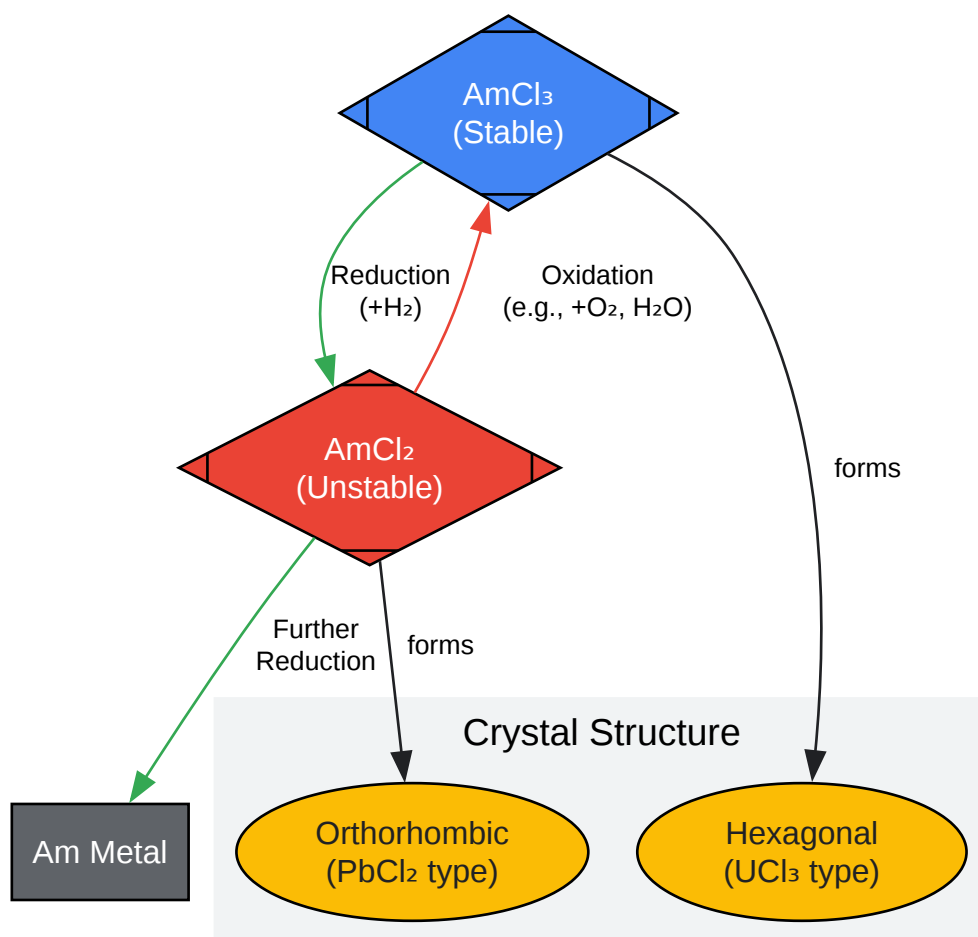 AmCl₃
(Stable)
Reduction
(+H₂)
Oxidation
(e.g., +O₂, H₂O)
AmCl₂
(Unstable)
forms
Further
Reduction
forms
Crystal Structure
Am Metal
Orthorhombic
(PbCl₂ type)
Hexagonal
(UCl₃ type)